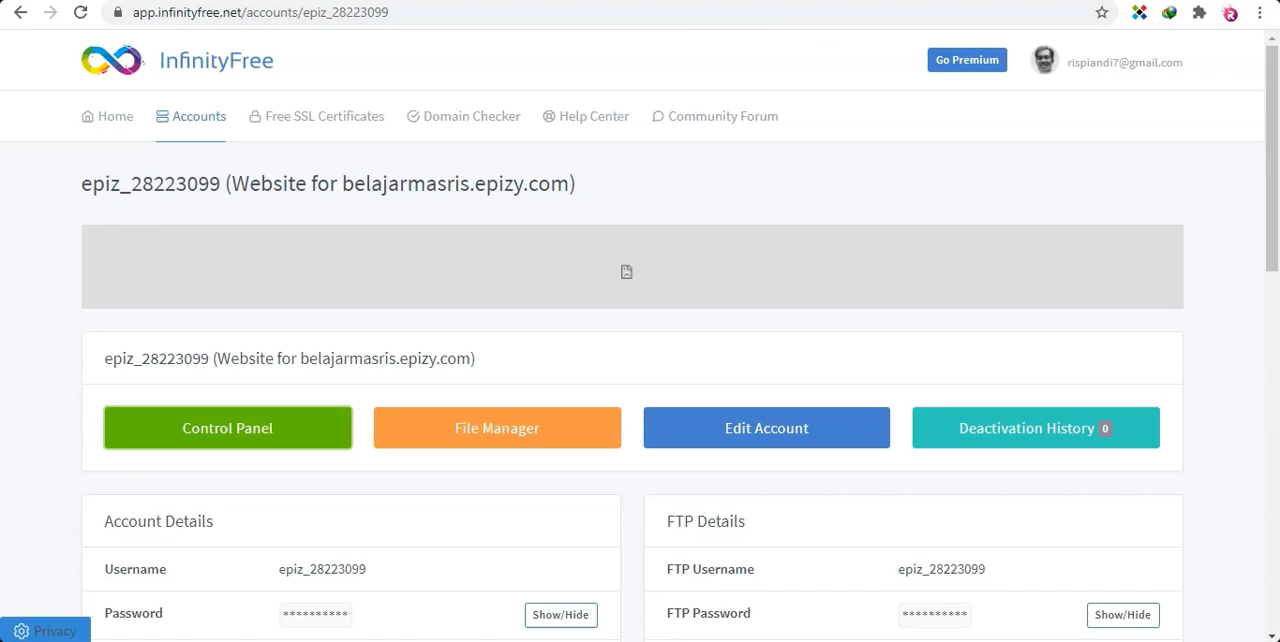 app.infinityfree.net/accounts/epiz_28223099
InfinityFree
Go Premium
rispiandi7@gmail.com
Home
Accounts
Free SSL Certificates
Domain Checker
Help Center
Community Forum
epiz_28223099 (Website for belajarmasris.epizy.com)
epiz_28223099 (Website for belajarmasris.epizy.com)
Control Panel
File Manager
Edit Account
Deactivation History 0
Account Details
Username epiz_28223099
Password ********** Show/Hide
FTP Details
FTP Username epiz_28223099
FTP Password ********** Show/Hide
Privacy